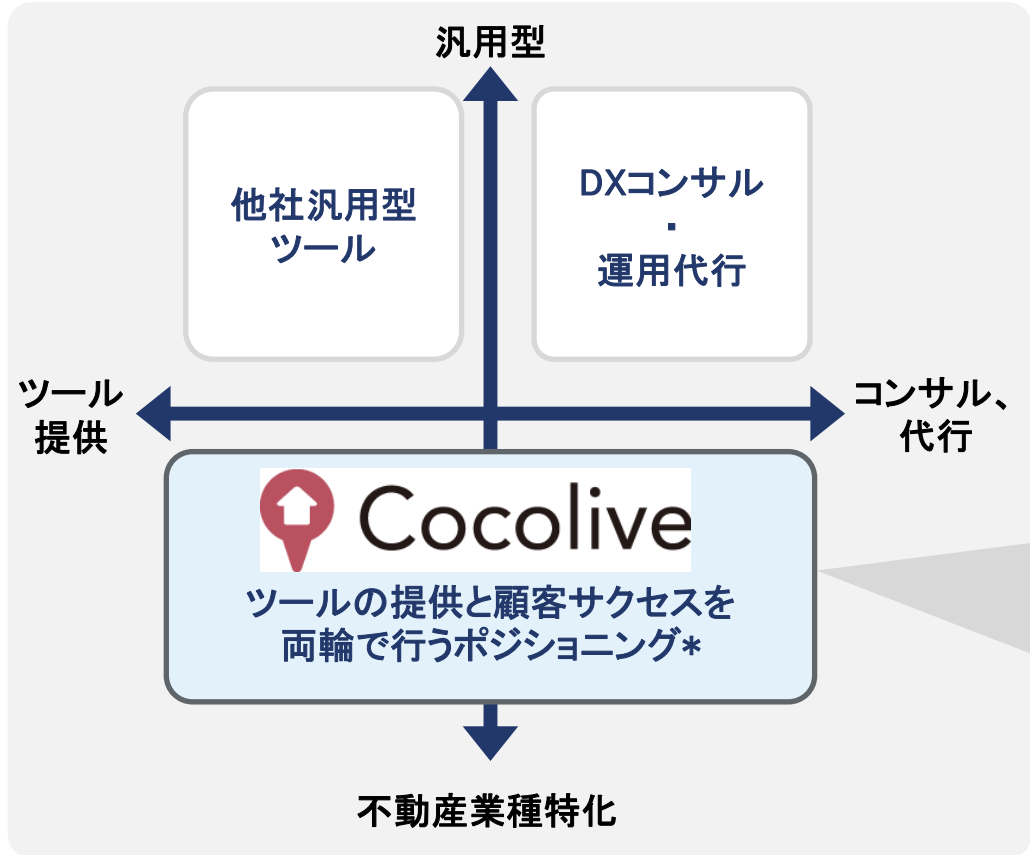 汎用型
他社汎用型
ツール
DXコンサル
・
運用代行
ツール
提供
コンサル、
代行
Cocolive
ツールの提供と顧客サクセスを
両輪で行うポジショニング*
不動産業種特化